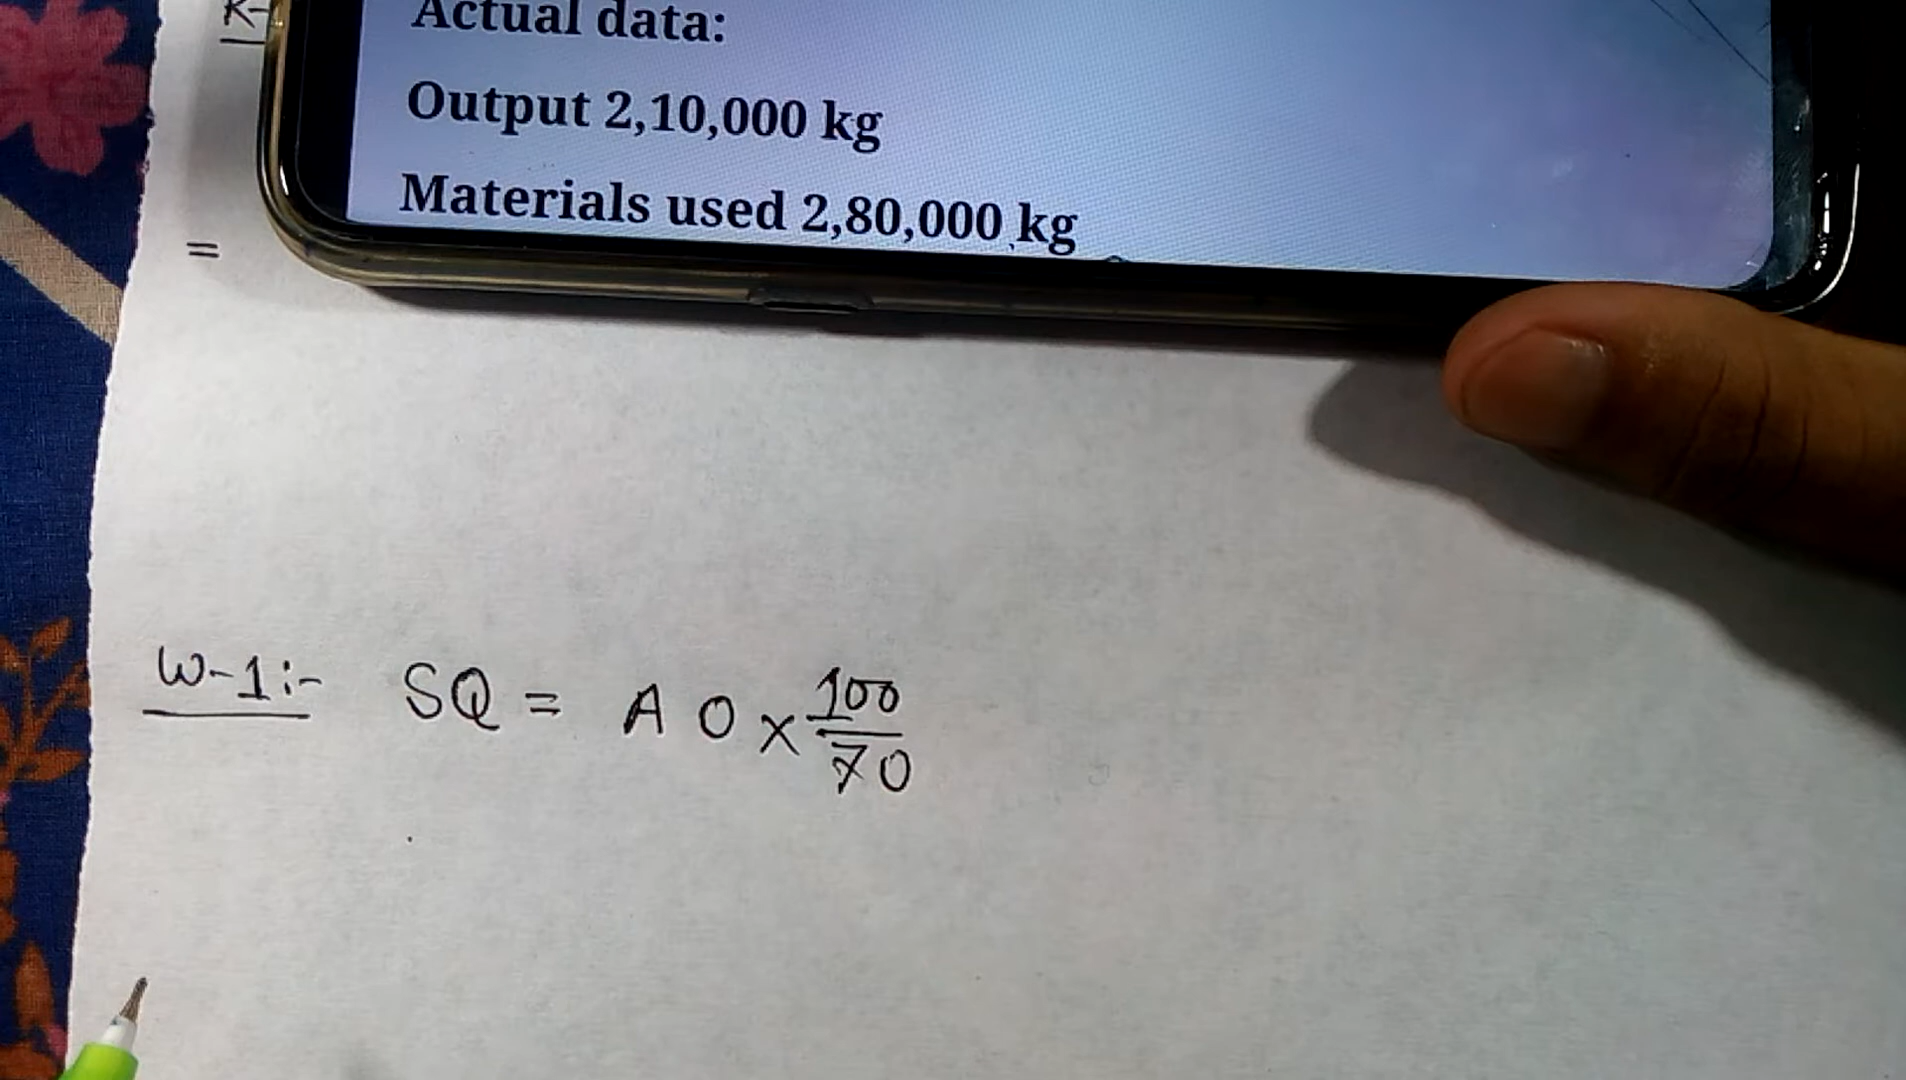 Actual data:
Output 2,10,000 kg
Materials used 2,80,000 kg
=
W-1:- SQ = A O × 100/70